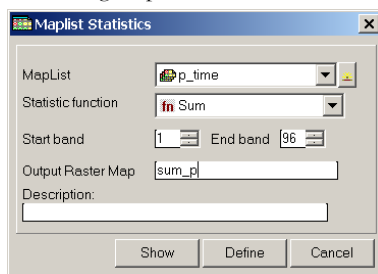 Maplist Statistics
MapList p_time
Statistic function fn Sum
Start band 1 End band 96
Output Raster Map sum_p
Description:
Show Define Cancel